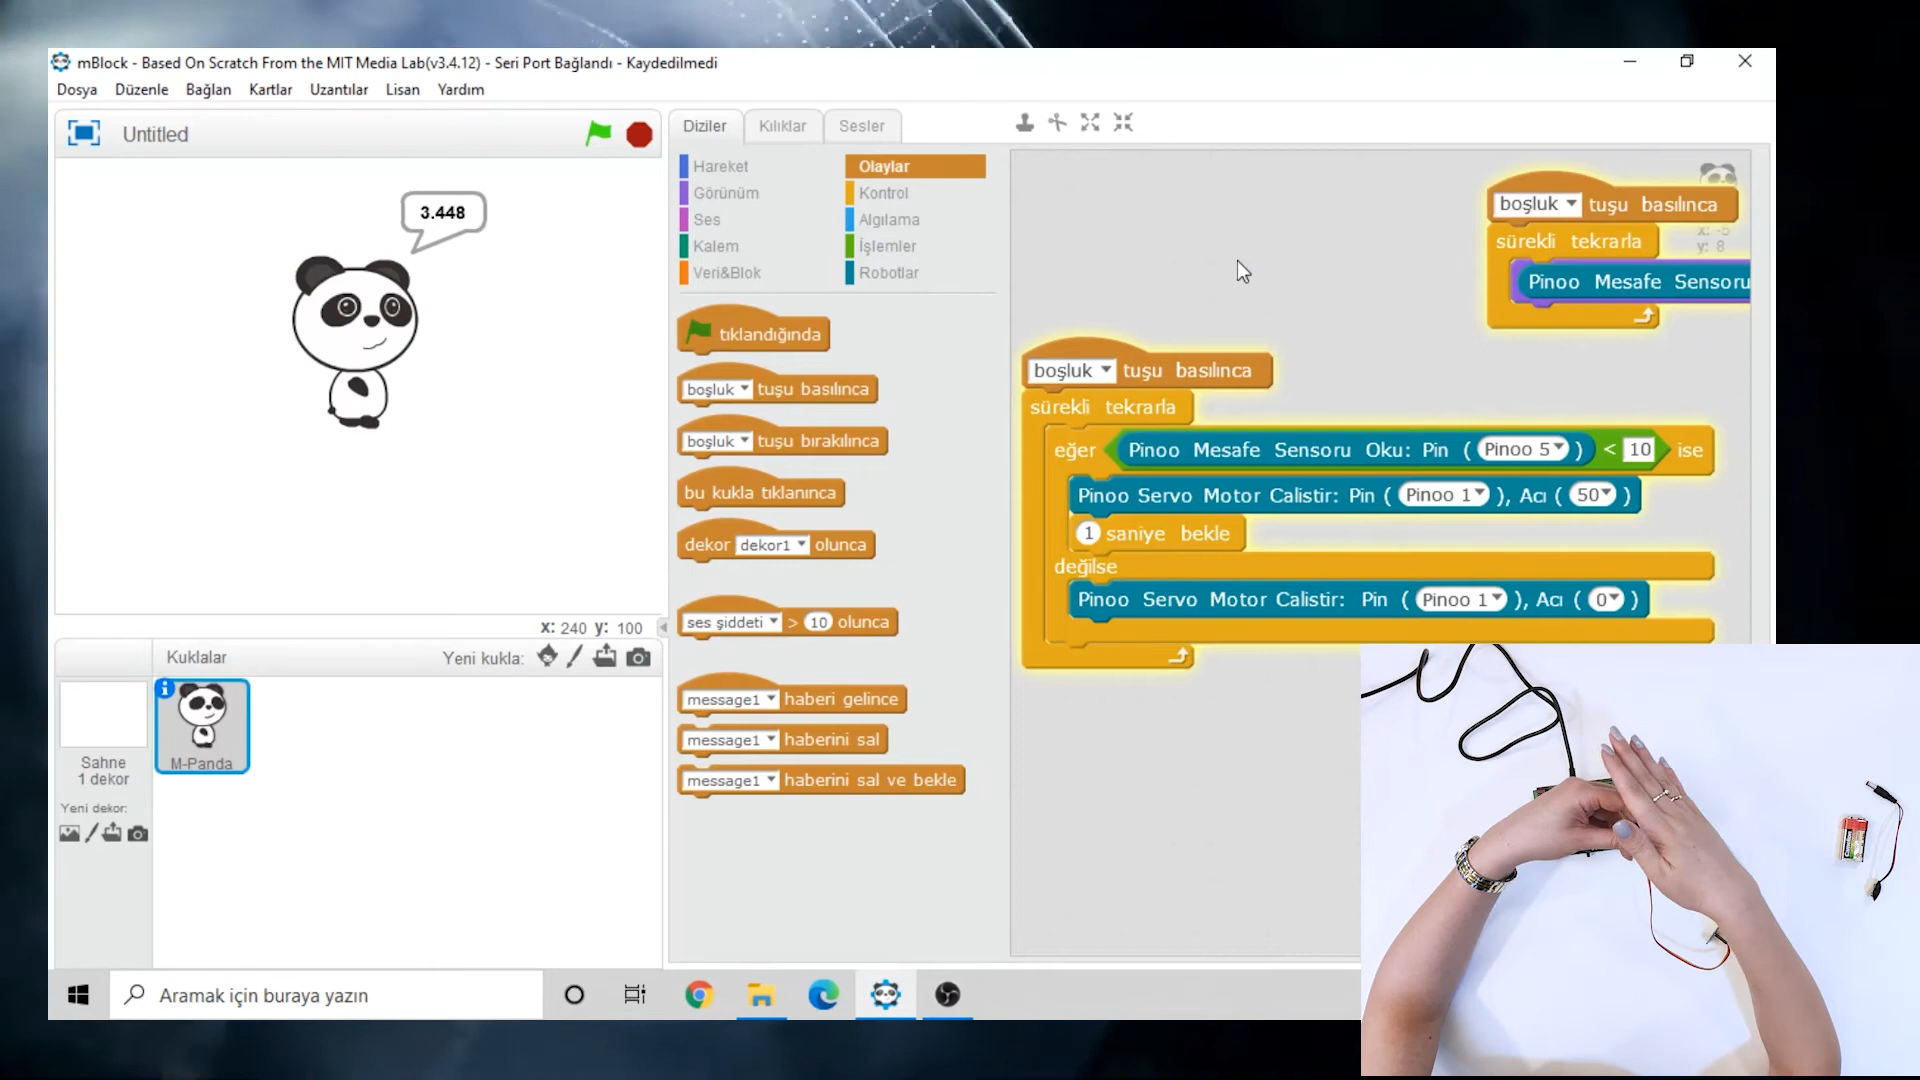 mBlock - Based On Scratch From the MIT Media Lab(v3.4.12) - Seri Port Bağlandı - Kaydedilmedi
Dosya Düzenle Bağlan Kartlar Uzantılar Lisan Yardım
Untitled
3.448
x: 240 y: 100
Kuklalar
Yeni kukla:
M-Panda
Sahne
1 dekor
Yeni dekor:
Diziler Kılıklar Sesler
Hareket Olaylar
Görünüm Kontrol
Ses Algılama
Kalem İşlemler
Veri&Blok Robotlar
tıklandığında
boşluk tuşu basılınca
boşluk tuşu bırakılınca
bu kukla tıklanınca
dekor dekor1 olunca
ses şiddeti > 10 olunca
message1 haberi gelince
message1 haberini sal
message1 haberini sal ve bekle
boşluk tuşu basılınca
x: -5
sürekli tekrarla
y: 8
Pinoo Mesafe Sensoru
boşluk tuşu basılınca
sürekli tekrarla
eğer Pinoo Mesafe Sensoru Oku: Pin ( Pinoo 5 ) < 10 ise
Pinoo Servo Motor Calistir: Pin ( Pinoo 1 ), Acı ( 50 )
1 saniye bekle
değilse
Pinoo Servo Motor Calistir: Pin ( Pinoo 1 ), Acı ( 0 )
Aramak için buraya yazın